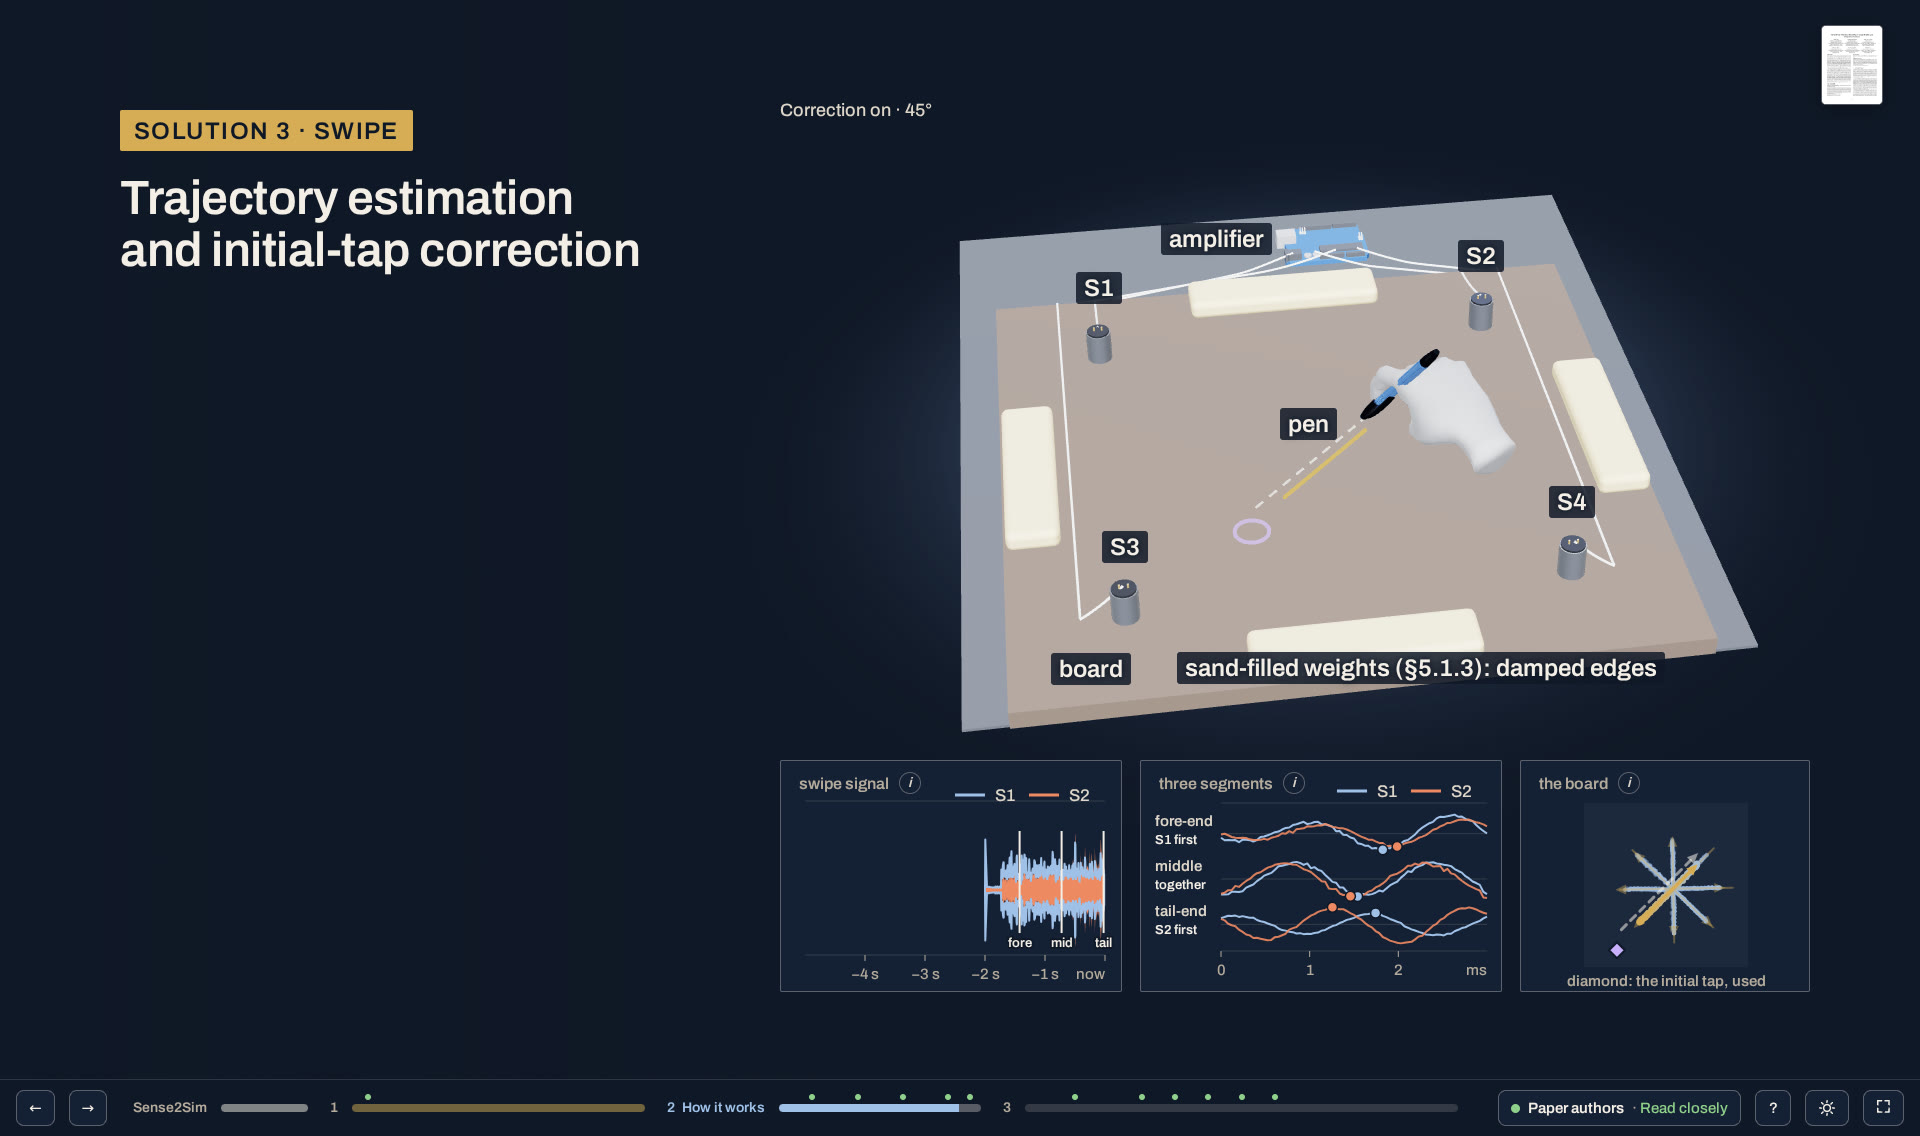 SOLUTION 3 · SWIPE
Trajectory estimation
and initial-tap correction
Correction on · 45°
amplifier
S1
S2
pen
S4
S3
board
sand-filled weights (§5.1.3): damped edges
swipe signal i
S1 S2
fore mid tail
−4 s −3 s −2 s −1 s now
three segments i
S1 S2
fore-end
S1 first
middle
together
tail-end
S2 first
0 1 2 ms
the board i
diamond: the initial tap, used
← → Sense2Sim 1 2 How it works 3 Paper authors · Read closely ?